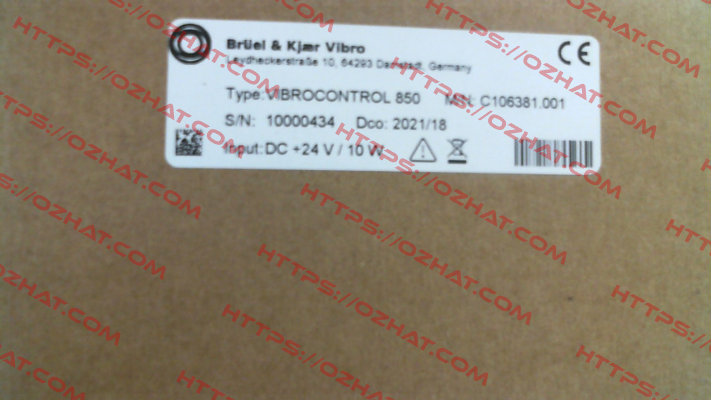 Brüel & Kjær Vibro
Leydheckerstraße 10, 64293 Darmstadt, Germany
CE
Type: VIBROCONTROL 850 M/N: C106381.001
S/N: 10000434 Dco: 2021/18
Input: DC +24 V / 10 W
HTTPS://OZHAT.COM